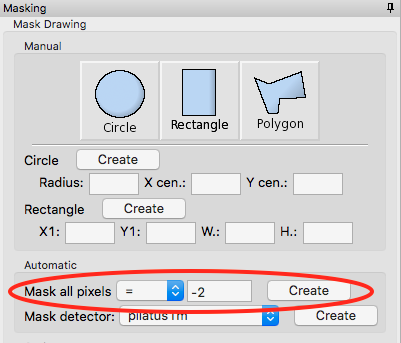 Masking
Mask Drawing
Manual
Circle Rectangle Polygon
Circle Create
Radius: X cen.: Y cen.:
Rectangle Create
X1: Y1: W.: H.:
Automatic
Mask all pixels = -2 Create
Mask detector: pilatus1m Create